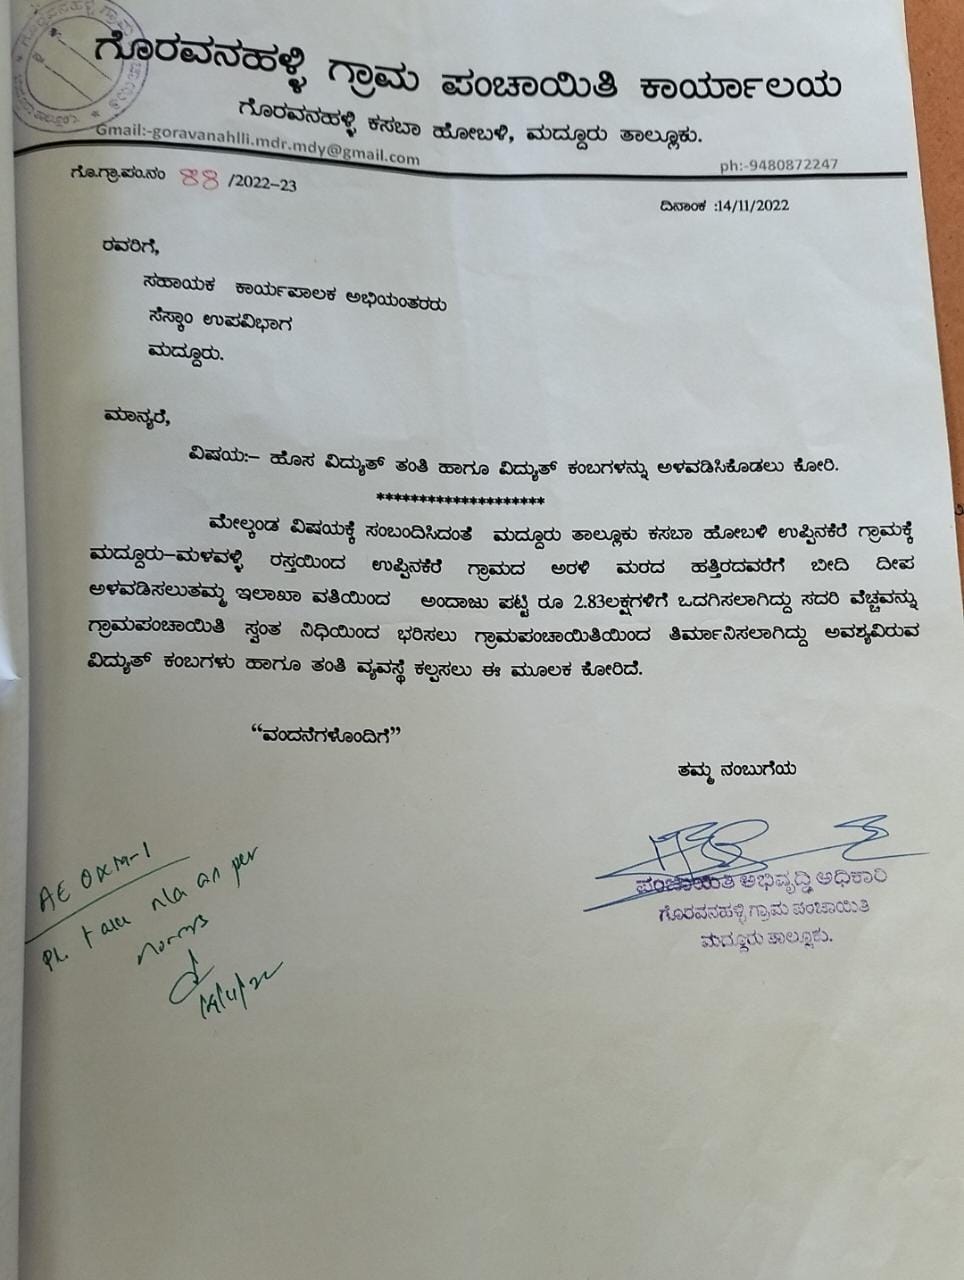 ಗೊರವನಹಳ್ಳಿ ಗ್ರಾಮ ಪಂಚಾಯಿತಿ ಕಾರ್ಯಾಲಯ
ಗೊರವನಹಳ್ಳಿ ಕಸಬಾ ಹೋಬಳಿ, ಮದ್ದೂರು ತಾಲ್ಲೂಕು.
Gmail:-goravanahlli.mdr.mdy@gmail.com
ph:-9480872247
ಗೊ.ಗ್ರಾ.ಪಂ.ನಂ 88 /2022-23
ದಿನಾಂಕ :14/11/2022
ರವರಿಗೆ,
ಸಹಾಯಕ ಕಾರ್ಯಪಾಲಕ ಅಭಿಯಂತರರು
ಸೆಸ್ಕಾಂ ಉಪವಿಭಾಗ
ಮದ್ದೂರು.
ಮಾನ್ಯರೆ,
ವಿಷಯ:– ಹೊಸ ವಿದ್ಯುತ್ ತಂತಿ ಹಾಗೂ ವಿದ್ಯುತ್ ಕಂಬಗಳನ್ನು ಅಳವಡಿಸಿಕೊಡಲು ಕೋರಿ.
********************
ಮೇಲ್ಕಂಡ ವಿಷಯಕ್ಕೆ ಸಂಬಂದಿಸಿದಂತೆ ಮದ್ದೂರು ತಾಲ್ಲೂಕು ಕಸಬಾ ಹೋಬಳಿ ಉಪ್ಪಿನಕೆರೆ ಗ್ರಾಮಕ್ಕೆ
ಮದ್ದೂರು–ಮಳವಳ್ಳಿ ರಸ್ತೆಯಿಂದ ಉಪ್ಪಿನಕೆರೆ ಗ್ರಾಮದ ಅರಳಿ ಮರದ ಹತ್ತಿರದವರೆಗೆ ಬೀದಿ ದೀಪ
ಅಳವಡಿಸಲುತಮ್ಮ ಇಲಾಖಾ ವತಿಯಿಂದ ಅಂದಾಜು ಪಟ್ಟಿ ರೂ 2.83ಲಕ್ಷಗಳಿಗೆ ಒದಗಿಸಲಾಗಿದ್ದು ಸದರಿ ವೆಚ್ಚವನ್ನು
ಗ್ರಾಮಪಂಚಾಯಿತಿ ಸ್ವಂತ ನಿಧಿಯಿಂದ ಭರಿಸಲು ಗ್ರಾಮಪಂಚಾಯಿತಿಯಿಂದ ತಿರ್ಮಾನಿಸಲಾಗಿದ್ದು ಅವಶ್ಯವಿರುವ
ವಿದ್ಯುತ್ ಕಂಬಗಳು ಹಾಗೂ ತಂತಿ ವ್ಯವಸ್ಥೆ ಕಲ್ಪಸಲು ಈ ಮೂಲಕ ಕೋರಿದೆ.
“ವಂದನೆಗಳೊಂದಿಗೆ”
ತಮ್ಮ ನಂಬುಗೆಯ
ಪಂಚಾಯಿತಿ ಅಭಿವೃದ್ಧಿ ಅಧಿಕಾರಿ
ಗೊರವನಹಳ್ಳಿ ಗ್ರಾಮ ಪಂಚಾಯಿತಿ
ಮದ್ದೂರು ತಾಲ್ಲೂಕು.
AE O&M-1
as per
norms